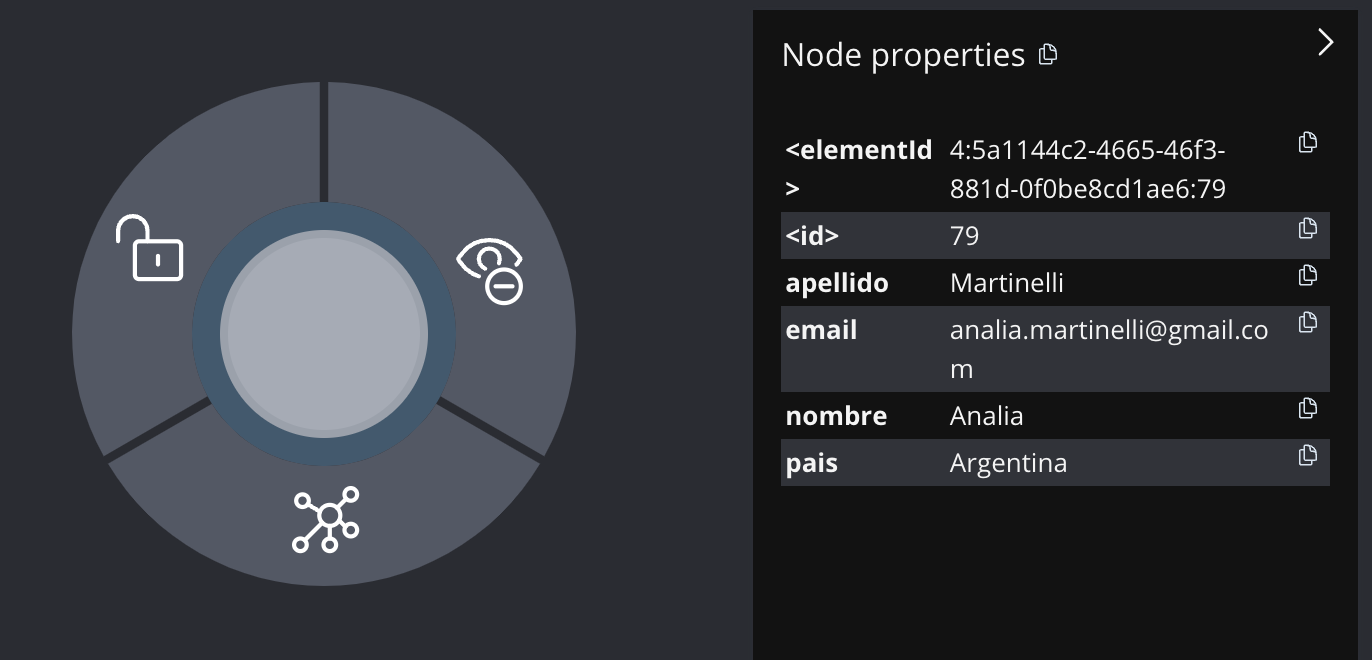 Node properties
<elementId 4:5a1144c2-4665-46f3-
> 881d-0f0be8cd1ae6:79
<id> 79
apellido Martinelli
email analia.martinelli@gmail.co
m
nombre Analia
pais Argentina